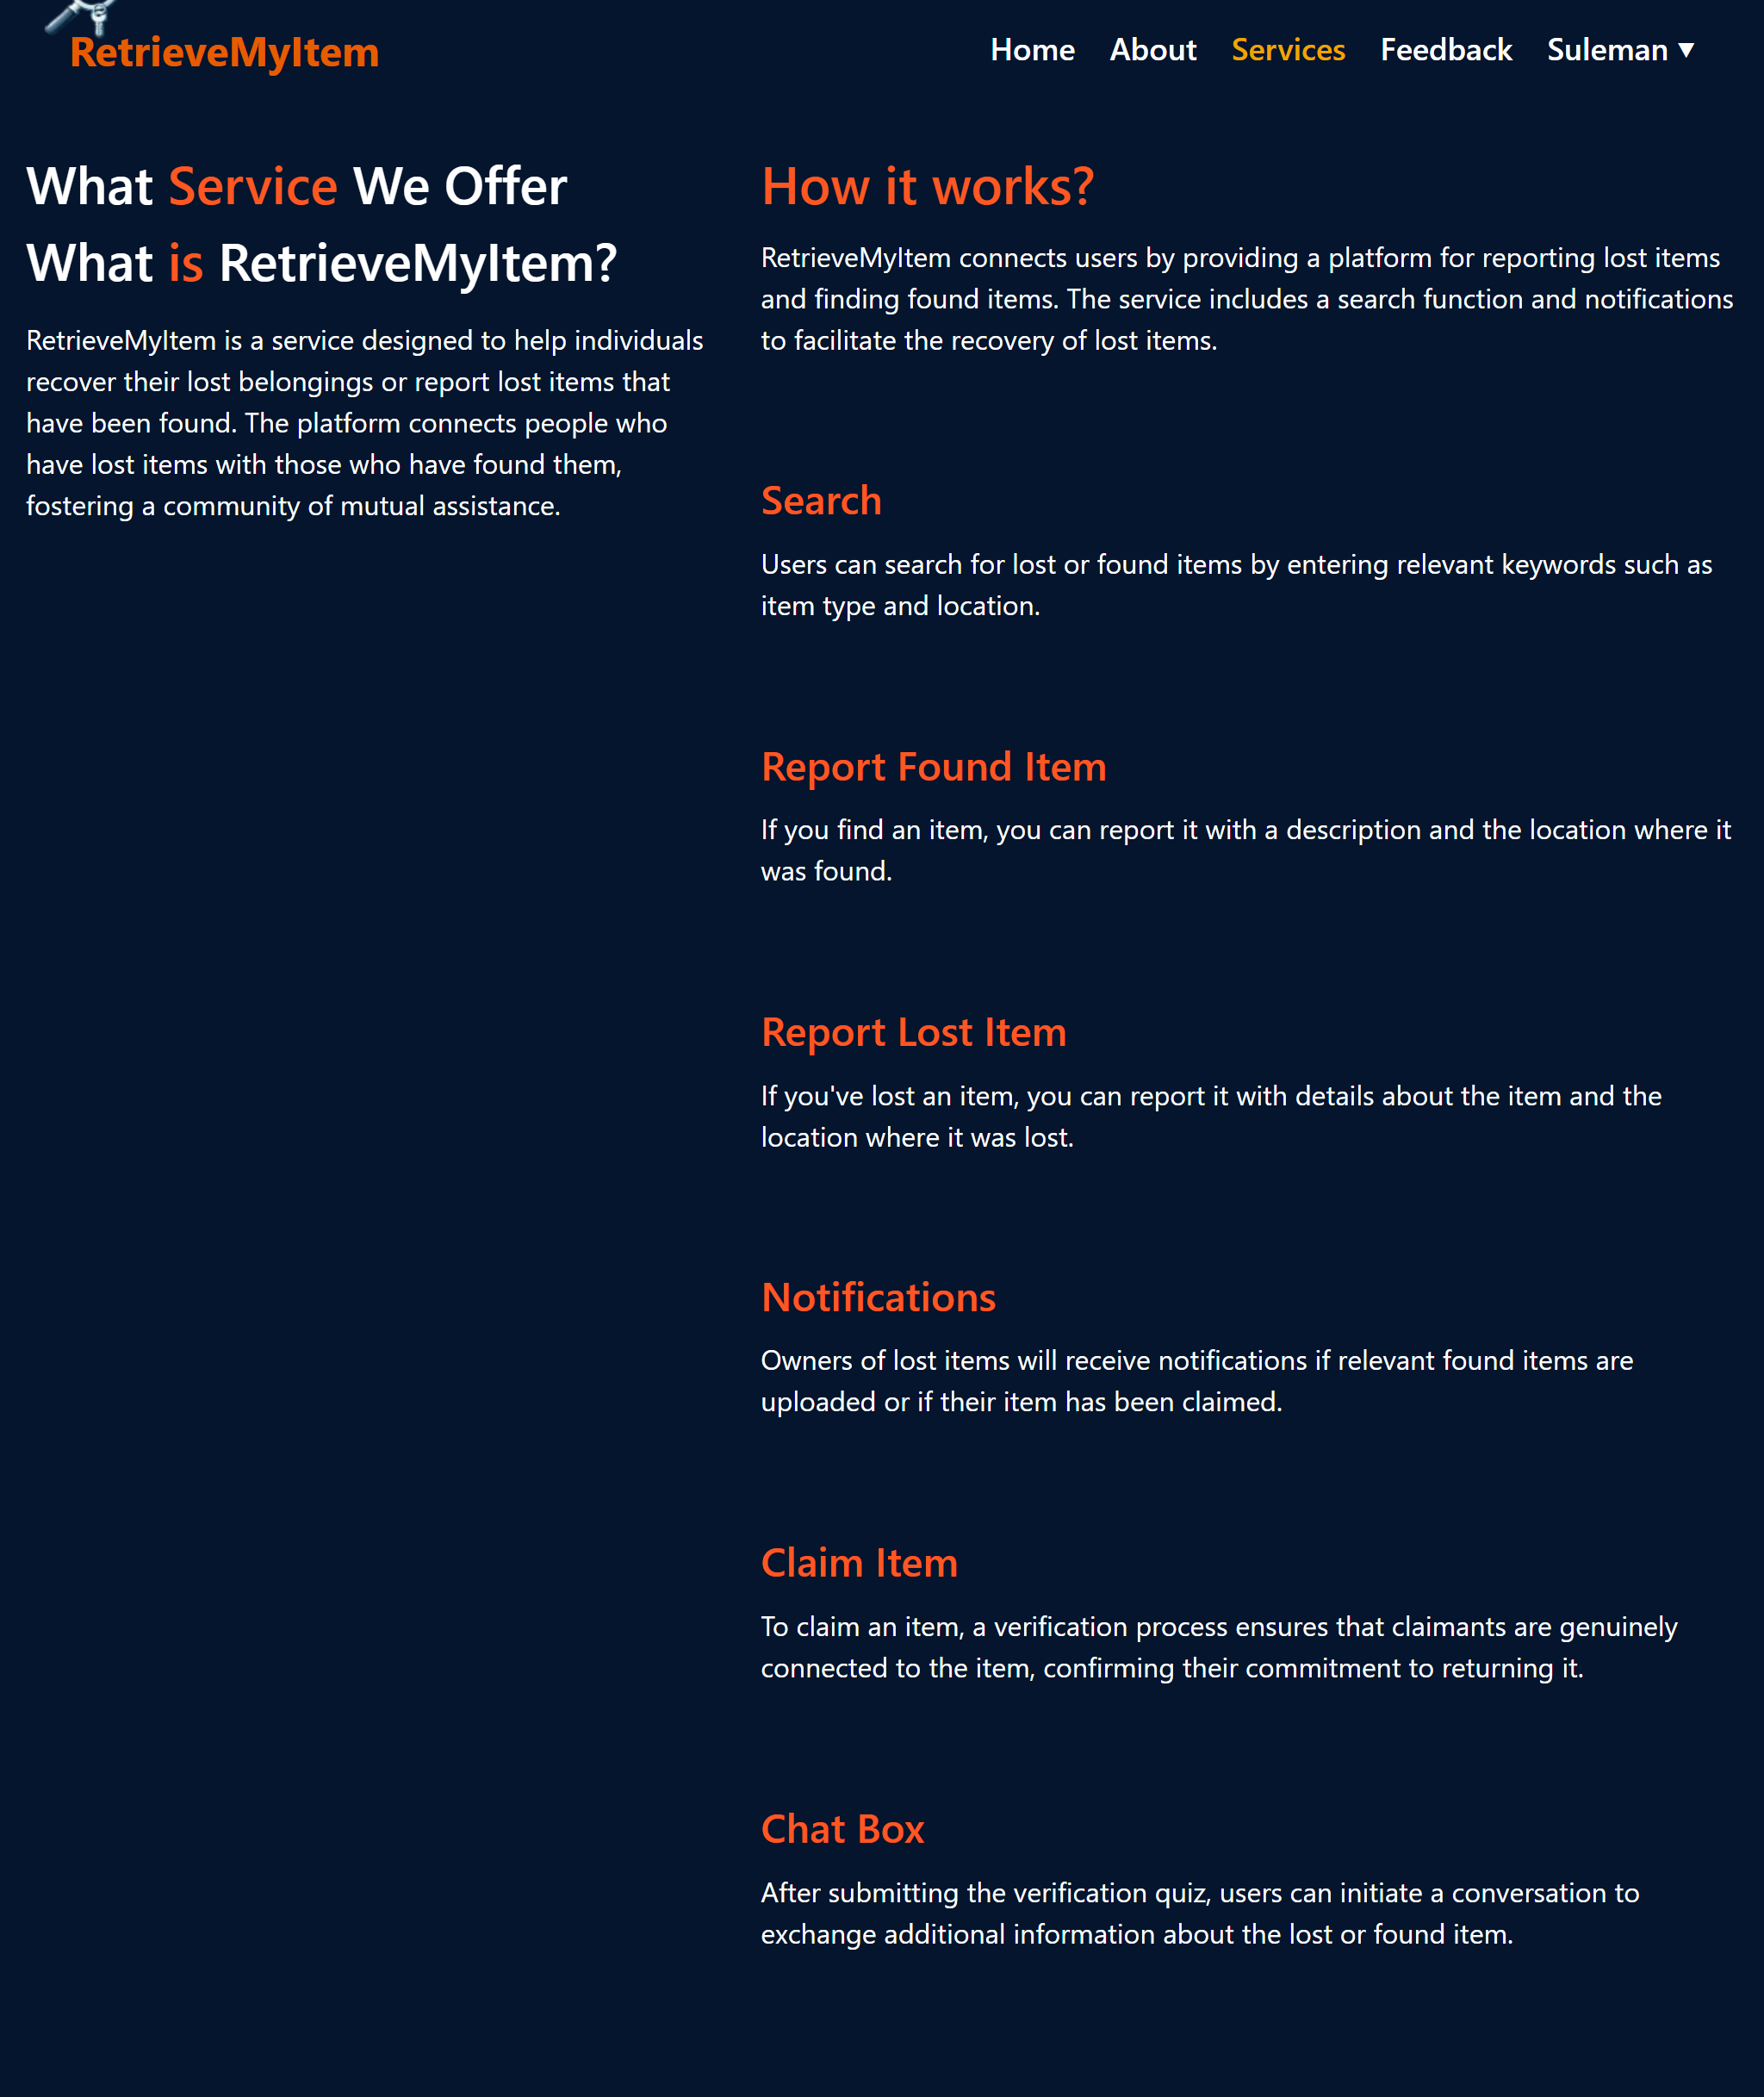 RetrieveMyItem
Home About Services Feedback Suleman ▼
What Service We Offer
What is RetrieveMyItem?
RetrieveMyItem is a service designed to help individuals
recover their lost belongings or report lost items that
have been found. The platform connects people who
have lost items with those who have found them,
fostering a community of mutual assistance.
How it works?
RetrieveMyItem connects users by providing a platform for reporting lost items
and finding found items. The service includes a search function and notifications
to facilitate the recovery of lost items.
Search
Users can search for lost or found items by entering relevant keywords such as
item type and location.
Report Found Item
If you find an item, you can report it with a description and the location where it
was found.
Report Lost Item
If you've lost an item, you can report it with details about the item and the
location where it was lost.
Notifications
Owners of lost items will receive notifications if relevant found items are
uploaded or if their item has been claimed.
Claim Item
To claim an item, a verification process ensures that claimants are genuinely
connected to the item, confirming their commitment to returning it.
Chat Box
After submitting the verification quiz, users can initiate a conversation to
exchange additional information about the lost or found item.